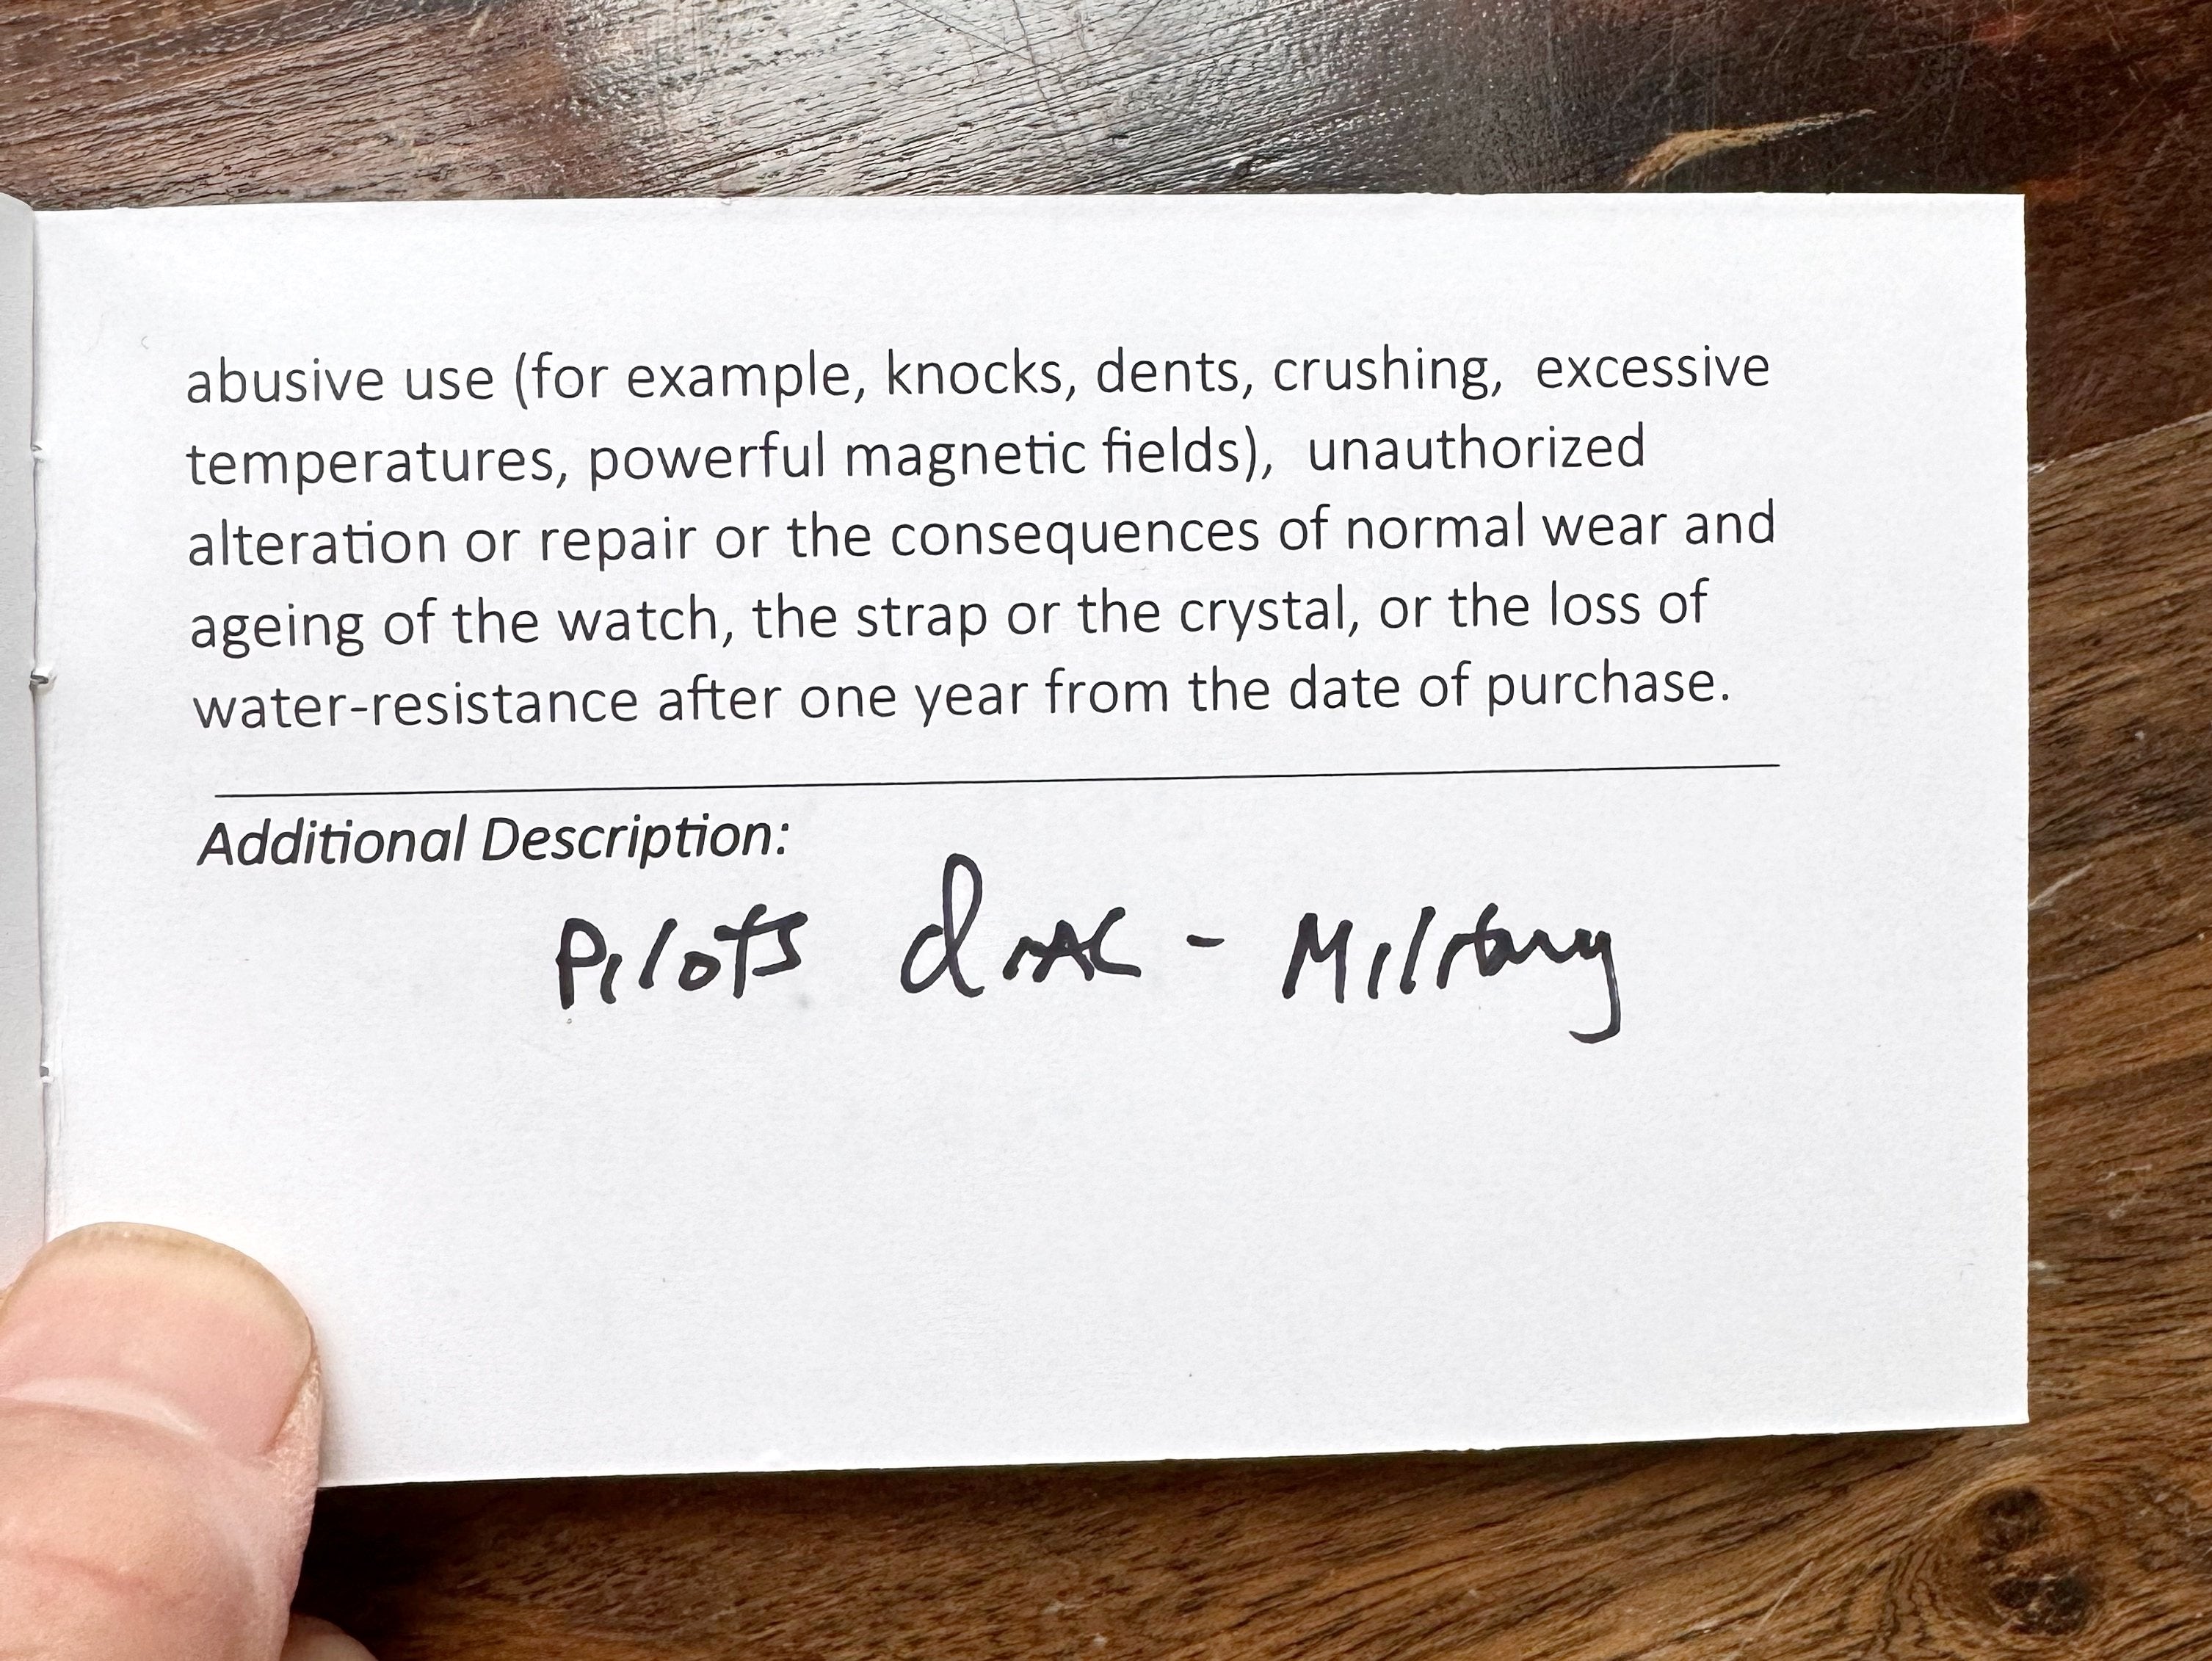 abusive use (for example, knocks, dents, crushing, excessive
temperatures, powerful magnetic fields), unauthorized
alteration or repair or the consequences of normal wear and
ageing of the watch, the strap or the crystal, or the loss of
water-resistance after one year from the date of purchase.
Additional Description:
Pilots - Military